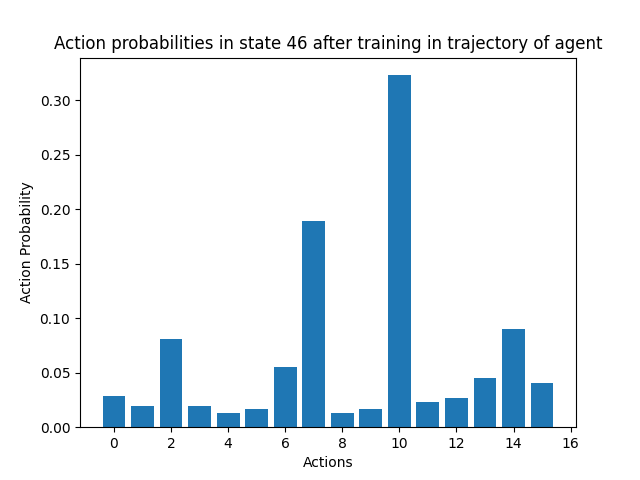 Action probabilities in state 46 after training in trajectory of agent
0.30
0.25
0.20
0.15
0.10
0.05
0.00
Action Probability
0 2 4 6 8 10 12 14 16
Actions